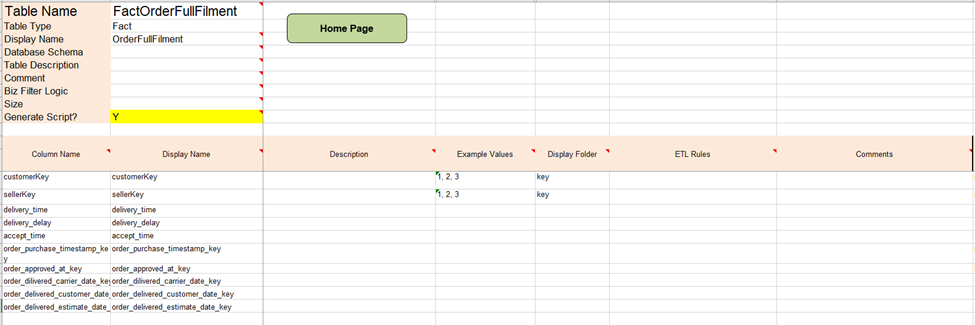 Table Name FactOrderFullFilment
Table Type Fact
Display Name OrderFullFilment
Home Page
Database Schema
Table Description
Comment
Biz Filter Logic
Size
Generate Script? Y
Column Name Display Name Description Example Values Display Folder ETL Rules Comments
customerKey customerKey 1, 2, 3 key
sellerKey sellerKey 1, 2, 3 key
delivery_time delivery_time
delivery_delay delivery_delay
accept_time accept_time
order_purchase_timestamp_ke order_purchase_timestamp_key
y
order_approved_at_key order_approved_at_key
order_dilivered_carrier_date_key order_dilivered_carrier_date_key
order_delivered_customer_date_ order_delivered_customer_date_key
order_delivered_estimate_date_ order_delivered_estimate_date_key